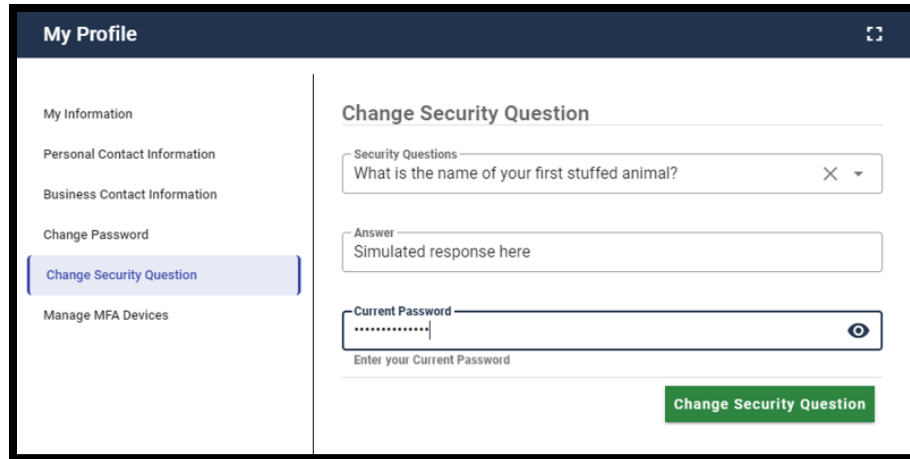 My Profile
My Information
Personal Contact Information
Business Contact Information
Change Password
Change Security Question
Manage MFA Devices
Change Security Question
Security Questions
What is the name of your first stuffed animal?
Answer
Simulated response here
Current Password
••••••••••••••
Enter your Current Password
Change Security Question